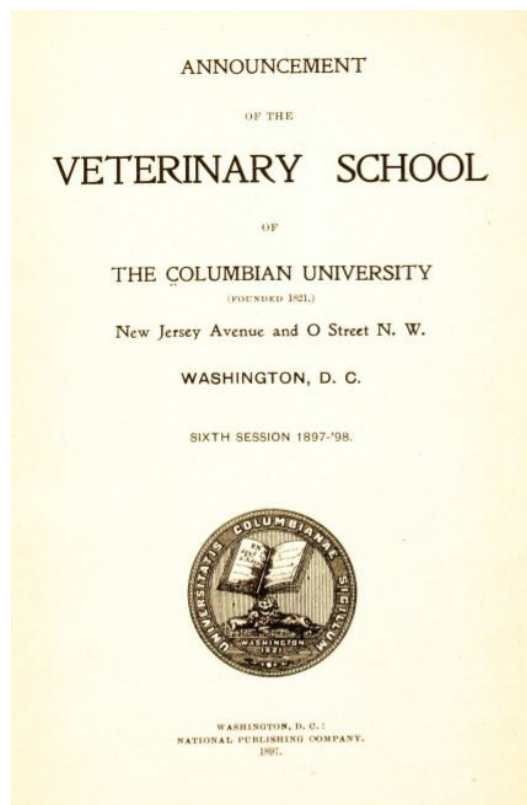 ANNOUNCEMENT
OF THE
VETERINARY SCHOOL
OF
THE COLUMBIAN UNIVERSITY
(FOUNDED 1821.)
New Jersey Avenue and O Street N. W.
WASHINGTON, D. C.
SIXTH SESSION 1897-'98.
UNIVERSITATIS COLUMBIANAE SIGILLUM
WASHINGTON
1821
WASHINGTON, D. C.:
NATIONAL PUBLISHING COMPANY.
1897.